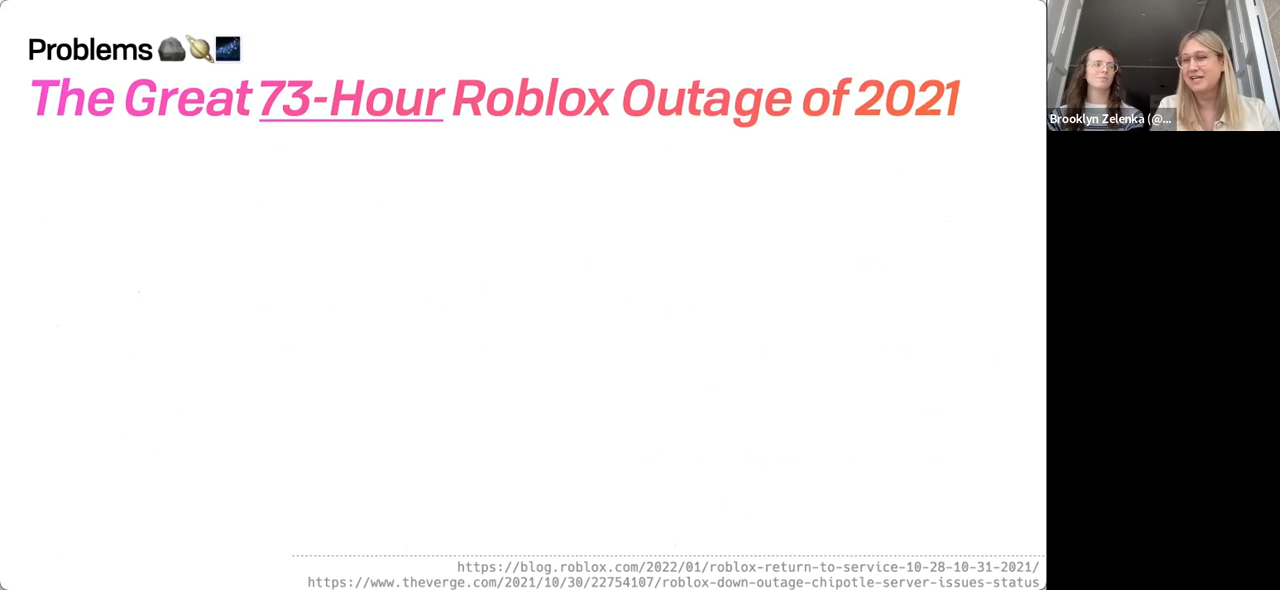 Problems 🪨🪐🌌
The Great 73-Hour Roblox Outage of 2021
Brooklyn Zelenka (@...
https://blog.roblox.com/2022/01/roblox-return-to-service-10-28-10-31-2021/
https://www.theverge.com/2021/10/30/22754107/roblox-down-outage-chipotle-server-issues-status